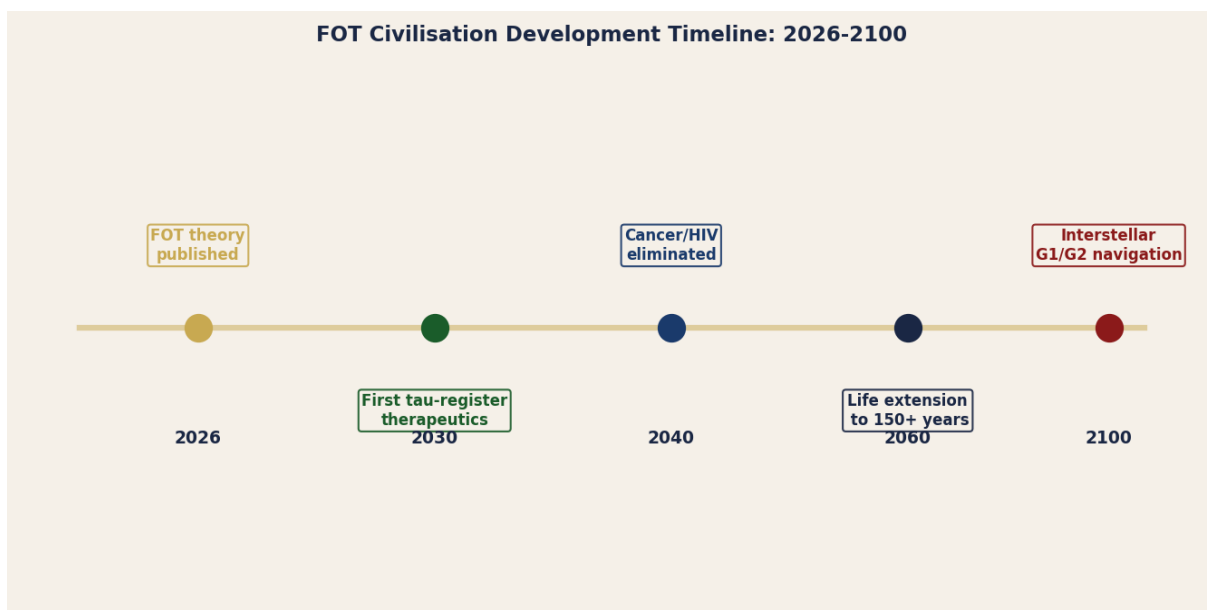 FOT Civilisation Development Timeline: 2026-2100
FOT theory
published
Cancer/HIV
eliminated
Interstellar
G1/G2 navigation
First tau-register
therapeutics
Life extension
to 150+ years
2026
2030
2040
2060
2100